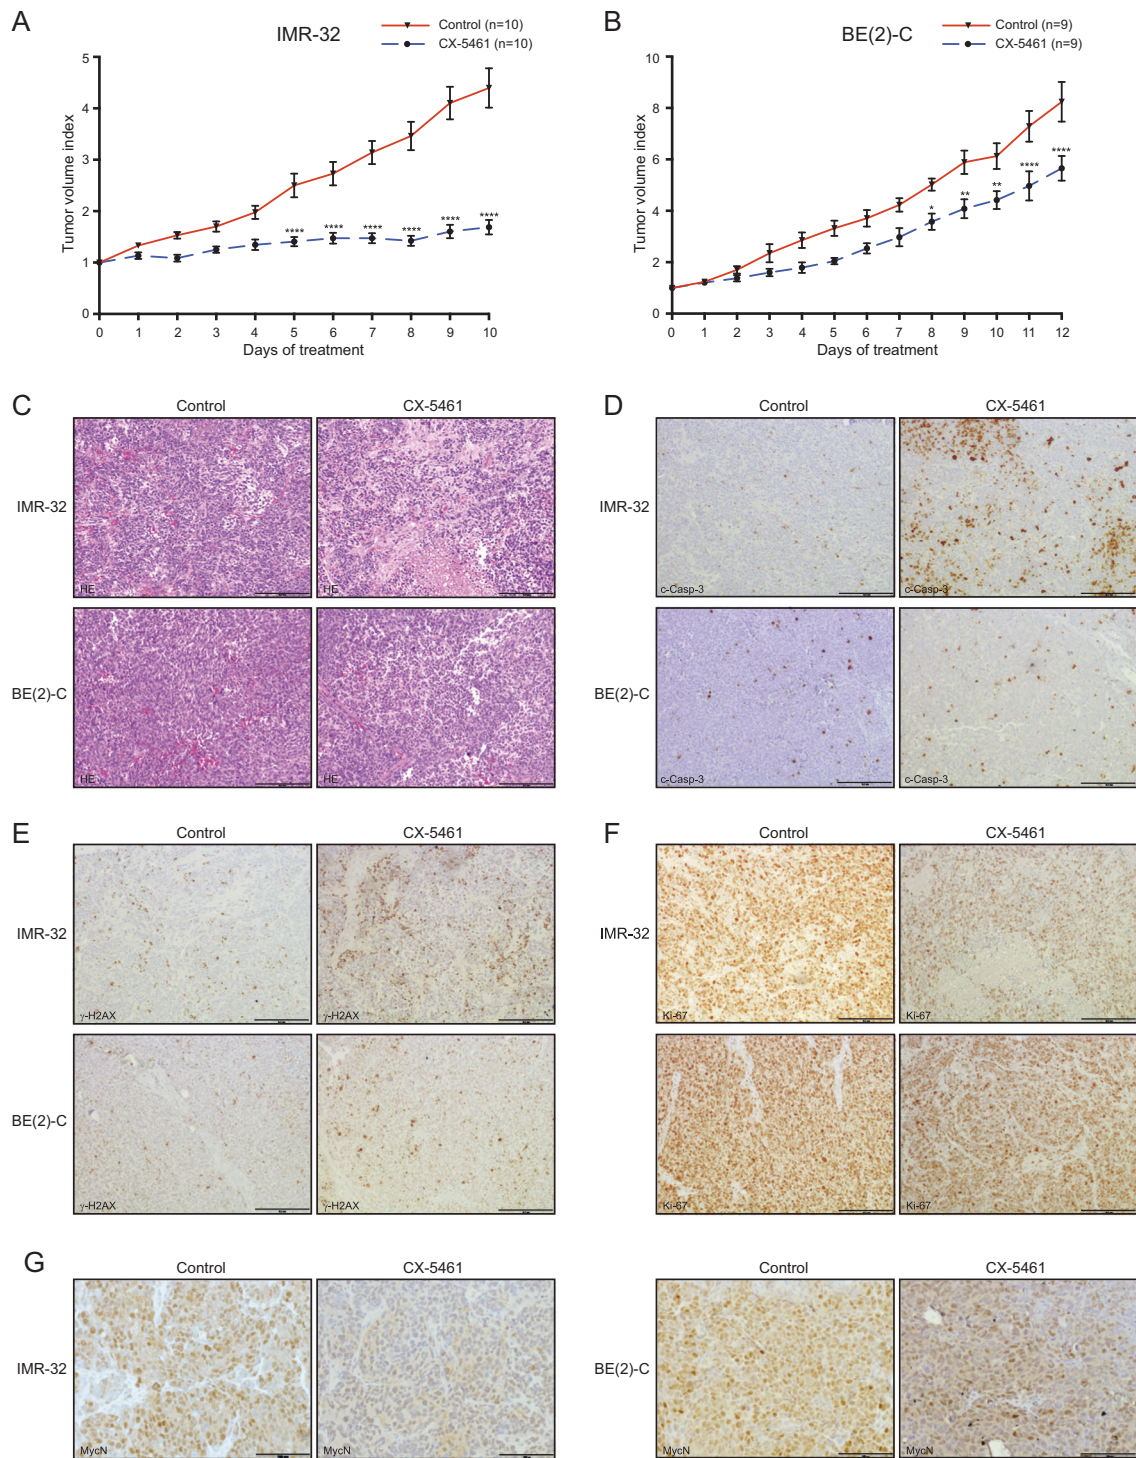 A
IMR-32
Control (n=10)
CX-5461 (n=10)
Tumor volume index
5
4
3
2
1
0
**** **** **** **** **** ****
0 1 2 3 4 5 6 7 8 9 10
Days of treatment
B
BE(2)-C
Control (n=9)
CX-5461 (n=9)
Tumor volume index
10
8
6
4
2
0
* ** ** **** ****
0 1 2 3 4 5 6 7 8 9 10 11 12
Days of treatment
C
Control CX-5461
IMR-32
HE HE
BE(2)-C
HE HE
D
Control CX-5461
IMR-32
c-Casp-3 c-Casp-3
BE(2)-C
c-Casp-3 c-Casp-3
E
Control CX-5461
IMR-32
γ-H2AX γ-H2AX
BE(2)-C
γ-H2AX γ-H2AX
F
Control CX-5461
IMR-32
Ki-67 Ki-67
Ki-67 Ki-67
G
Control CX-5461
IMR-32
MycN MycN
Control CX-5461
BE(2)-C
MycN MycN